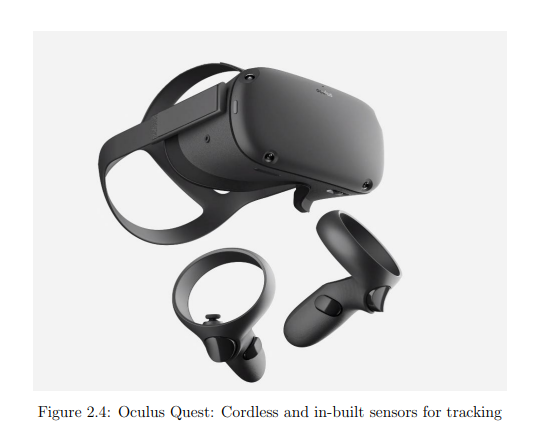 Figure 2.4: Oculus Quest: Cordless and in-built sensors for tracking